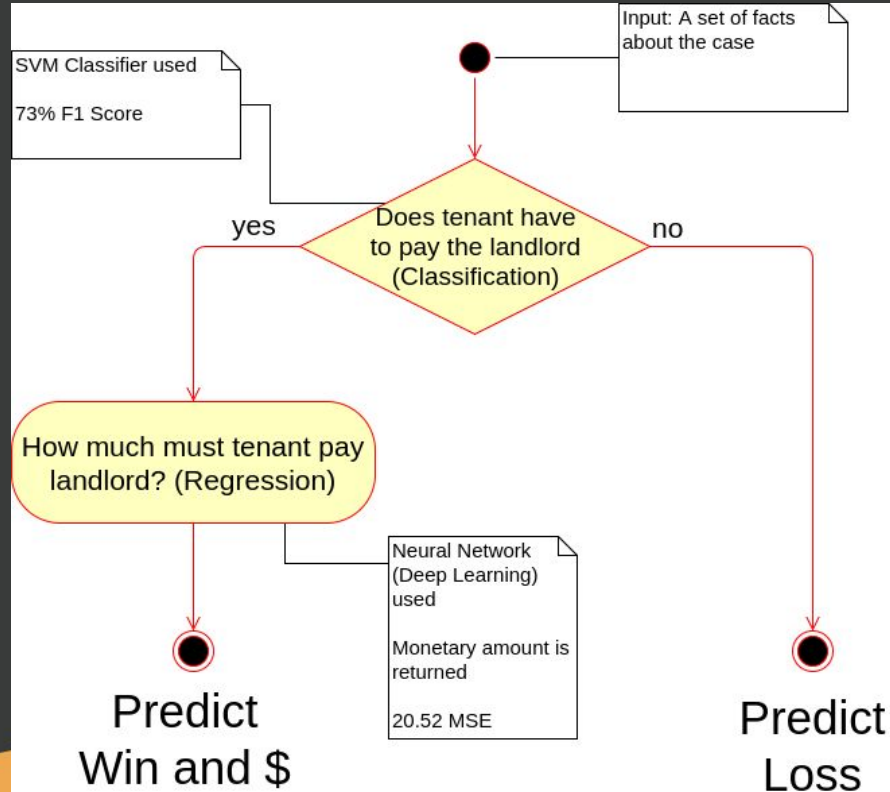 Input: A set of facts
about the case
SVM Classifier used
73% F1 Score
Does tenant have
to pay the landlord
(Classification)
yes
no
How much must tenant pay
landlord? (Regression)
Neural Network
(Deep Learning)
used
Monetary amount is
returned
20.52 MSE
Predict
Win and $
Predict
Loss